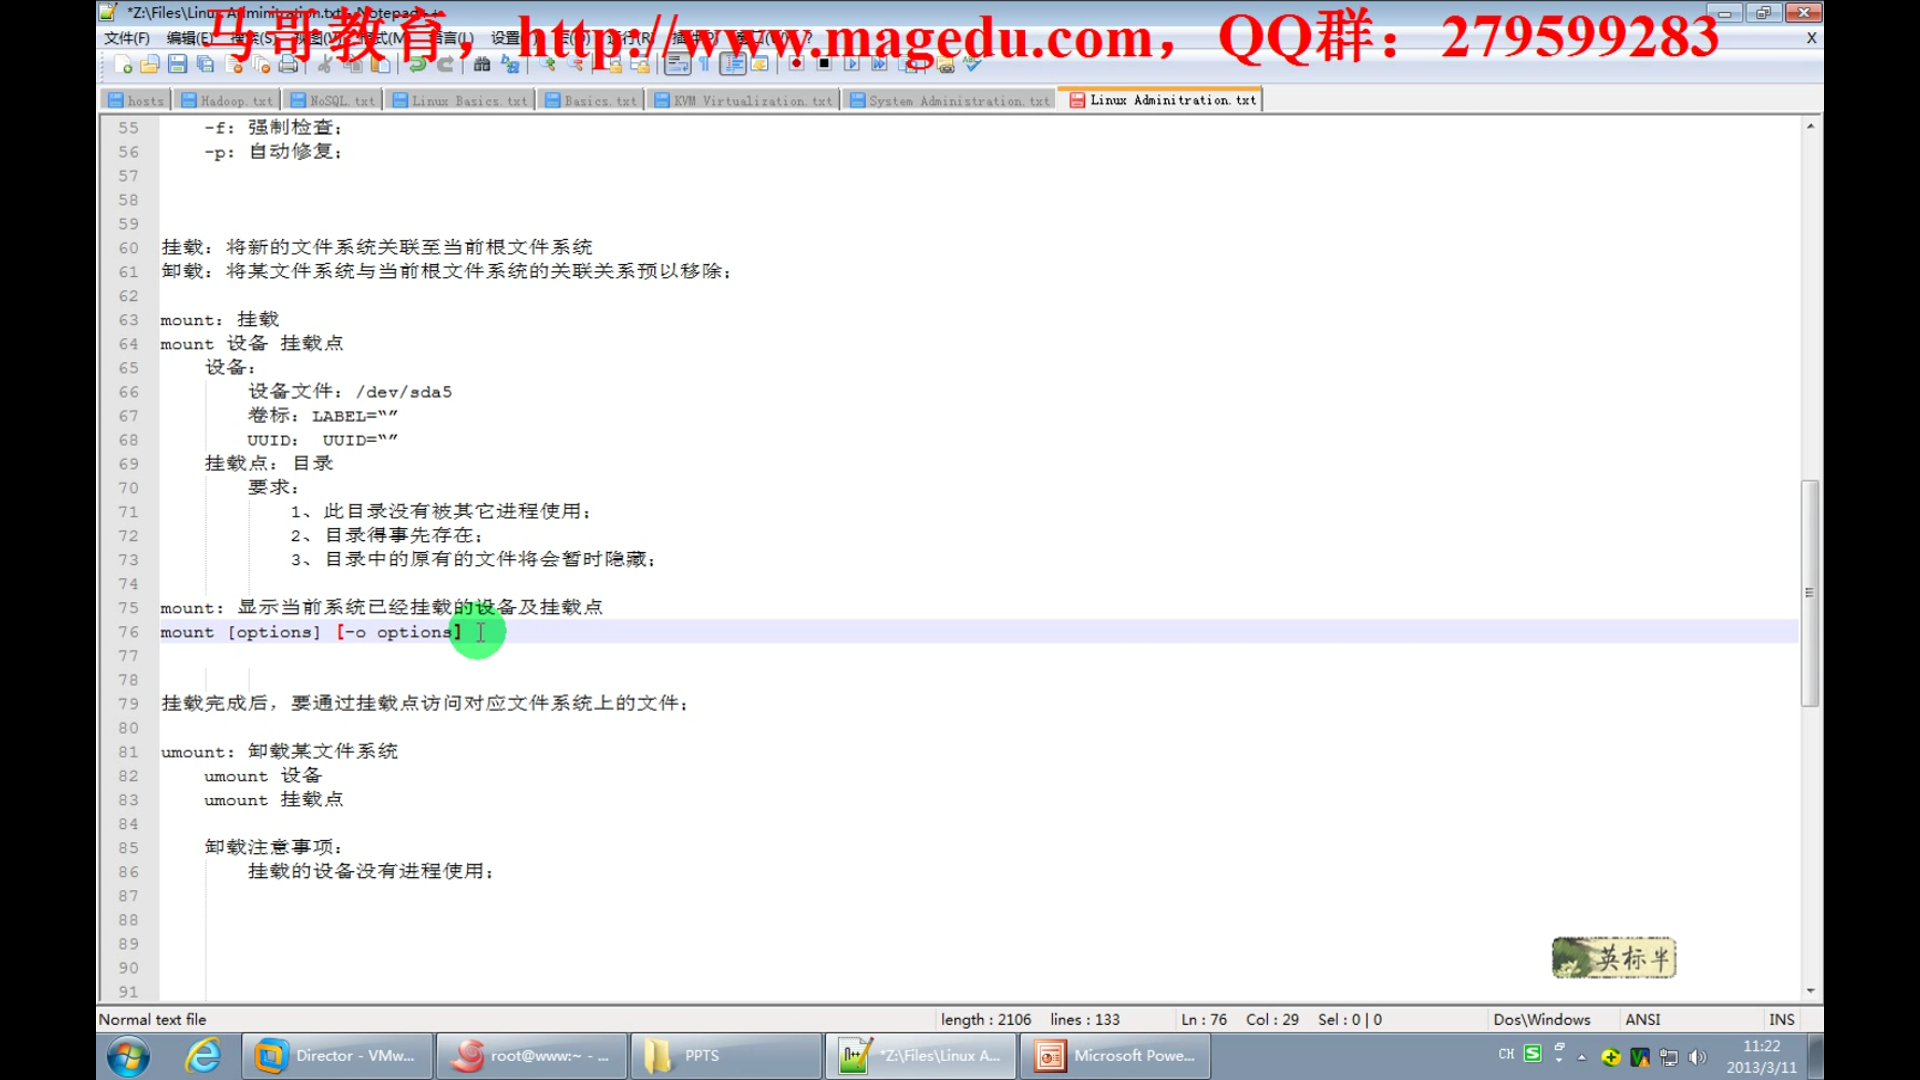 *Z:\Files\Linux Adminitration.txt - Notepad++
马哥教育，http://www.magedu.com，QQ群：279599283
文件(F) 编辑(E) 搜索(S) 视图(V) 格式(M) 语言(L) 设置 运行(R) ?
X
hosts Hadoop.txt NoSQL.txt Linux Basics.txt Basics.txt KVM Virtualization.txt System Administration.txt Linux Adminitration.txt
55 -f: 强制检查;
56 -p: 自动修复;
57
58
59
60 挂载: 将新的文件系统关联至当前根文件系统
61 卸载: 将某文件系统与当前根文件系统的关联关系预以移除;
62
63 mount: 挂载
64 mount 设备 挂载点
65 设备:
66 设备文件: /dev/sda5
67 卷标: LABEL=“”
68 UUID: UUID=“”
69 挂载点: 目录
70 要求:
71 1、此目录没有被其它进程使用;
72 2、目录得事先存在;
73 3、目录中的原有的文件将会暂时隐藏;
74
75 mount: 显示当前系统已经挂载的设备及挂载点
76 mount [options] [-o options]
77
78
79 挂载完成后, 要通过挂载点访问对应文件系统上的文件;
80
81 umount: 卸载某文件系统
82 umount 设备
83 umount 挂载点
84
85 卸载注意事项:
86 挂载的设备没有进程使用;
87
88
89
90
91
英标半
Normal text file length : 2106 lines : 133 Ln : 76 Col : 29 Sel : 0 | 0 Dos\Windows ANSI INS
Director - VMw... root@www:~ - ... PPTS *Z:\Files\Linux A... Microsoft Powe... CH 11:22
2013/3/11